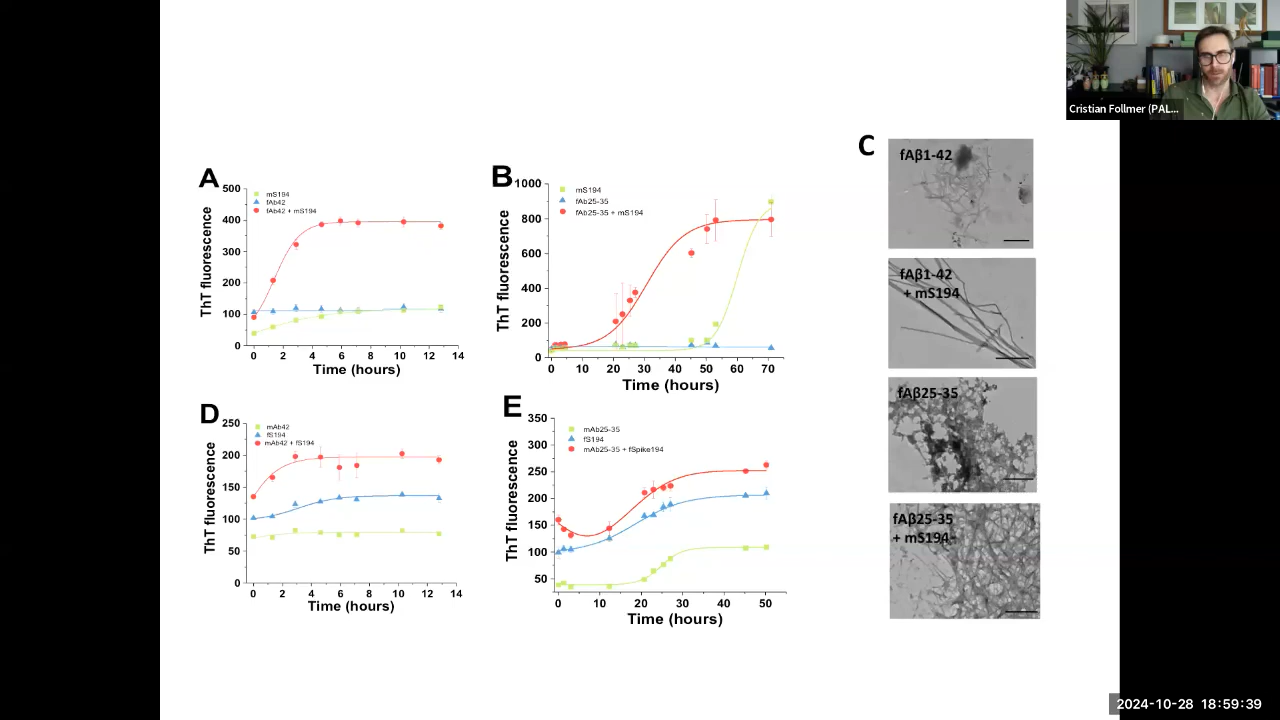 Cristian Follmer (PAL...
A
500
400
300
200
100
0
mS194
fAb42
fAb42 + mS194
ThT fluorescence
0 2 4 6 8 10 12 14
Time (hours)
B
1000
800
600
400
200
0
mS194
fAb25-35
fAb25-35 + mS194
ThT fluorescence
0 10 20 30 40 50 60 70
Time (hours)
C
fAβ1-42
fAβ1-42
+ mS194
fAβ25-35
fAβ25-35
+ mS194
D
250
200
150
100
50
0
mAb42
fS194
mAb42 + fS194
ThT fluorescence
0 2 4 6 8 10 12 14
Time (hours)
E
350
300
250
200
150
100
50
mAb25-35
fS194
mAb25-35 + fSpike194
ThT fluorescence
0 10 20 30 40 50
Time (hours)
2024-10-28 18:59:39